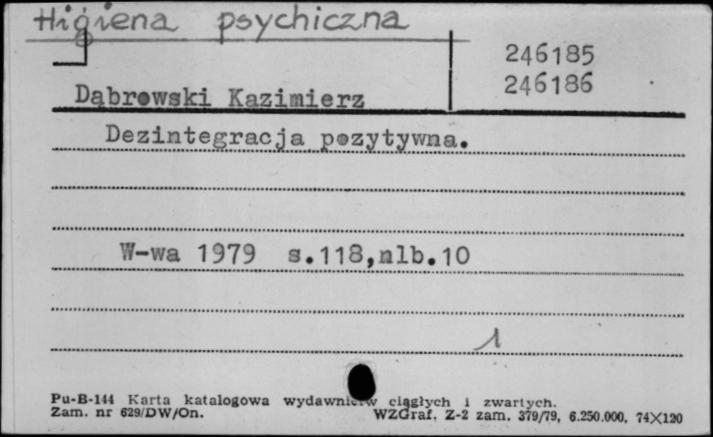 Higiena psychiczna
246185
246186
Dąbrowski Kazimierz
Dezintegracja pozytywna.
W-wa 1979 s.118,nlb.10
1
Pu-B-144 Karta katalogowa wydawnictw ciągłych i zwartych.
Zam. nr 629/DW/On. WZGraf. Z-2 zam. 379/79, 6.250.000, 74X120